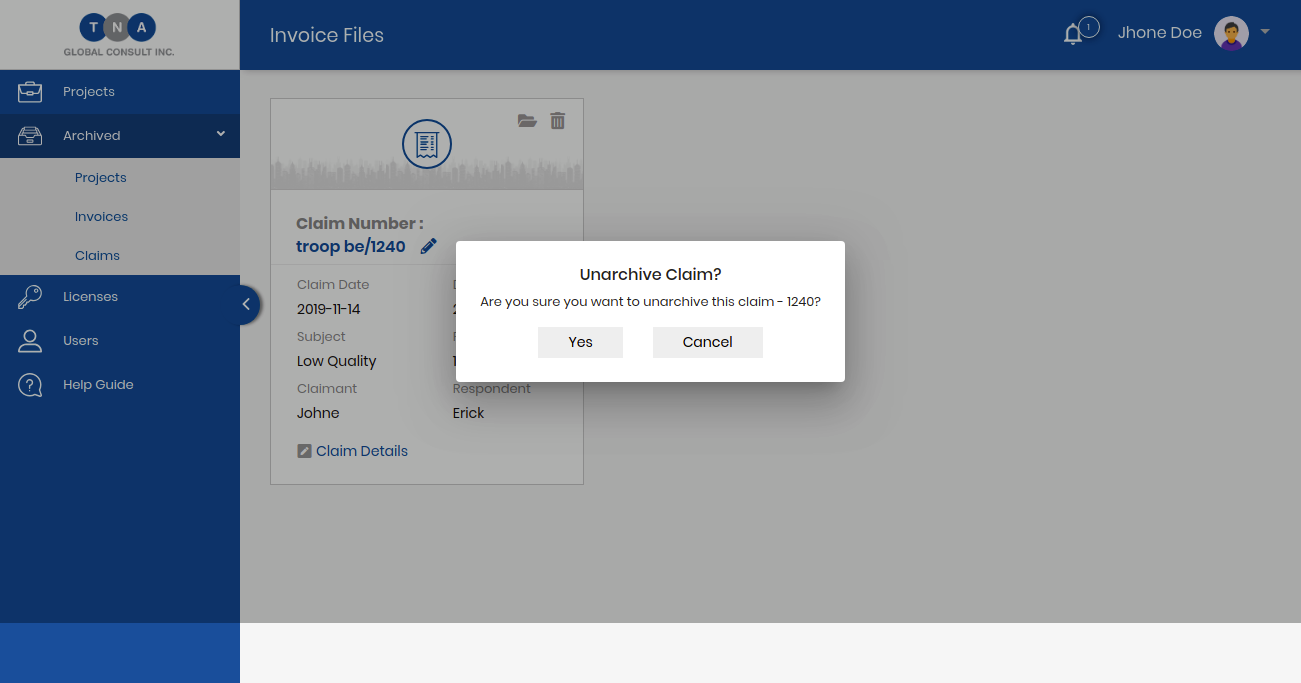 TNA
GLOBAL CONSULT INC.
Invoice Files
1
Jhone Doe
Projects
Archived
Projects
Invoices
Claims
Licenses
Users
Help Guide
Claim Number :
troop be/1240
Claim Date
2019-11-14
Subject
Low Quality
Claimant
Respondent
Johne
Erick
Claim Details
Unarchive Claim?
Are you sure you want to unarchive this claim - 1240?
Yes
Cancel